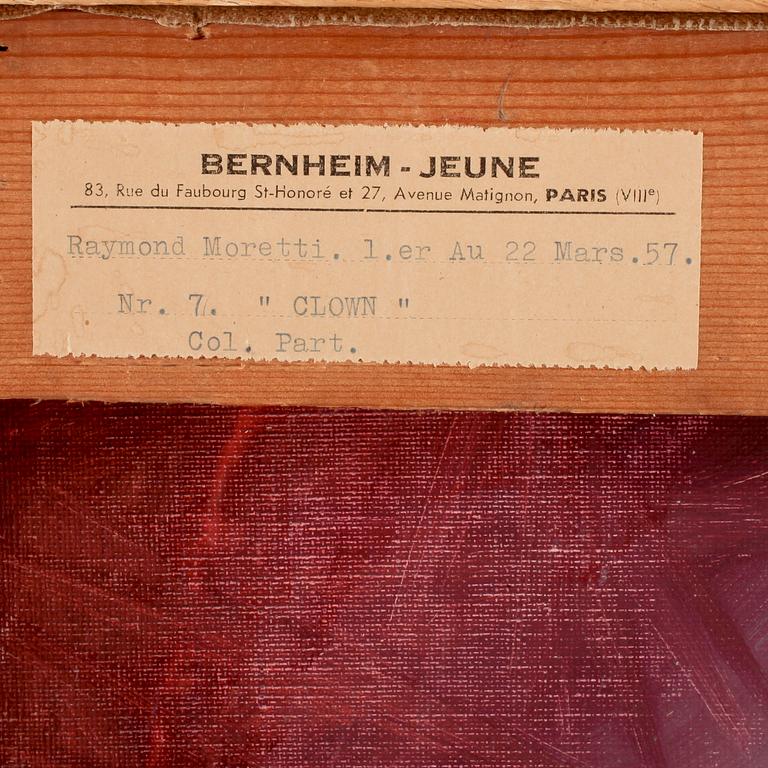 BERNHEIM - JEUNE
83, Rue du Faubourg St-Honoré et 27, Avenue Matignon, PARIS (VIIIe)
Raymond Moretti. 1.er Au 22 Mars.57.
Nr. 7. " CLOWN "
Col. Part.